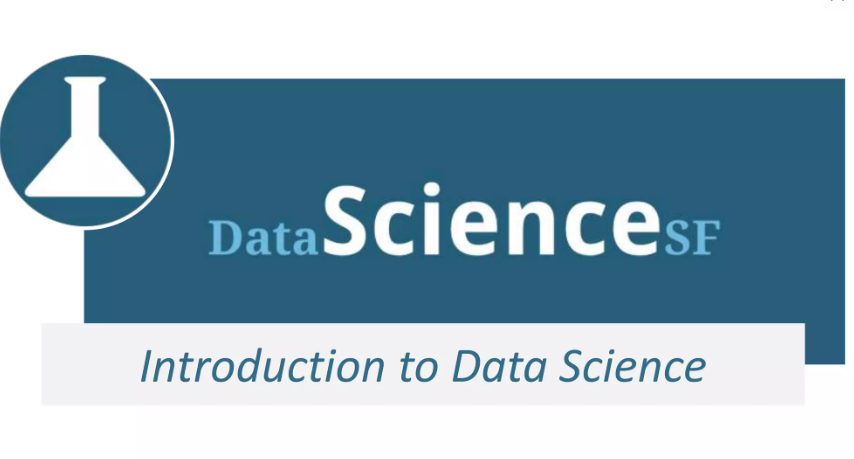 DataScienceSF
Introduction to Data Science